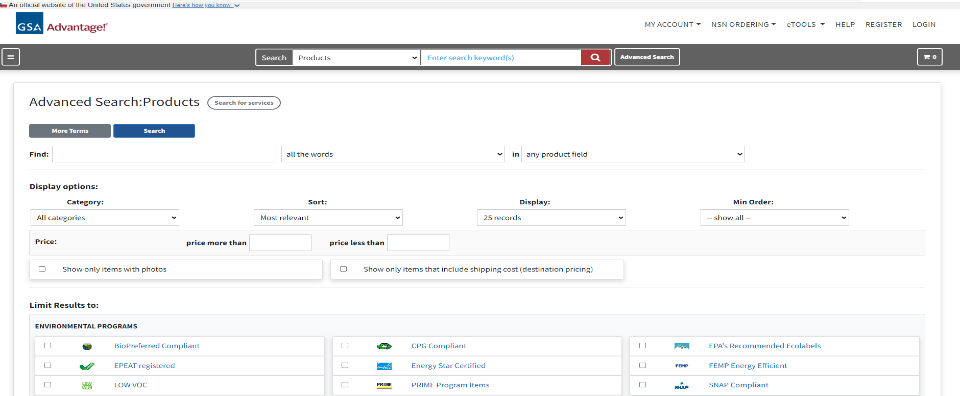 An official website of the United States government Here's how you know
GSA Advantage!
MY ACCOUNT NSN ORDERING eTOOLS HELP REGISTER LOGIN
Search Products Enter search keyword(s) Advanced Search 0
Advanced Search:Products Search for services
More Terms Search
Find: all the words in any product field
Display options:
Category: Sort: Display: Min Order:
All categories Most relevant 25 records -- show all --
Price: price more than price less than
Show only items with photos Show only items that include shipping cost (destination pricing)
Limit Results to:
ENVIRONMENTAL PROGRAMS
BioPreferred Compliant CPG Compliant EPA's Recommended Ecolabels
EPEAT registered Energy Star Certified FEMP FEMP Energy Efficient
LOW VOC PRIME PRIME Program Items SNAP SNAP Compliant